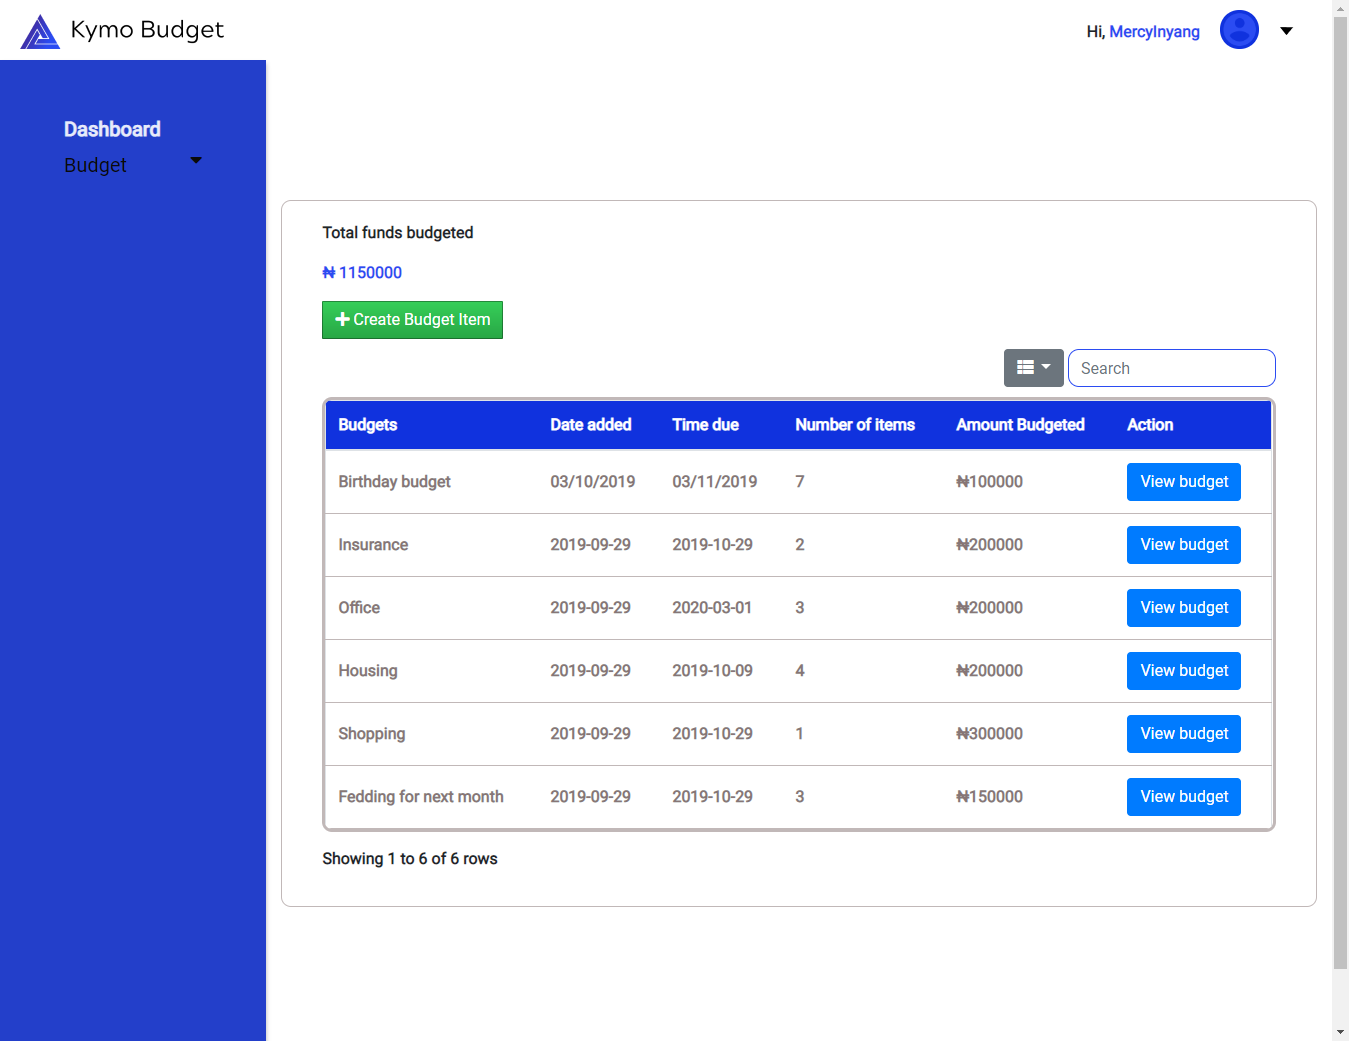 Kymo Budget
Hi, MercyInyang
Dashboard
Budget
Total funds budgeted
₦ 1150000
Create Budget Item
Search
Budgets Date added Time due Number of items Amount Budgeted Action
Birthday budget 03/10/2019 03/11/2019 7 ₦100000 View budget
Insurance 2019-09-29 2019-10-29 2 ₦200000 View budget
Office 2019-09-29 2020-03-01 3 ₦200000 View budget
Housing 2019-09-29 2019-10-09 4 ₦200000 View budget
Shopping 2019-09-29 2019-10-29 1 ₦300000 View budget
Fedding for next month 2019-09-29 2019-10-29 3 ₦150000 View budget
Showing 1 to 6 of 6 rows